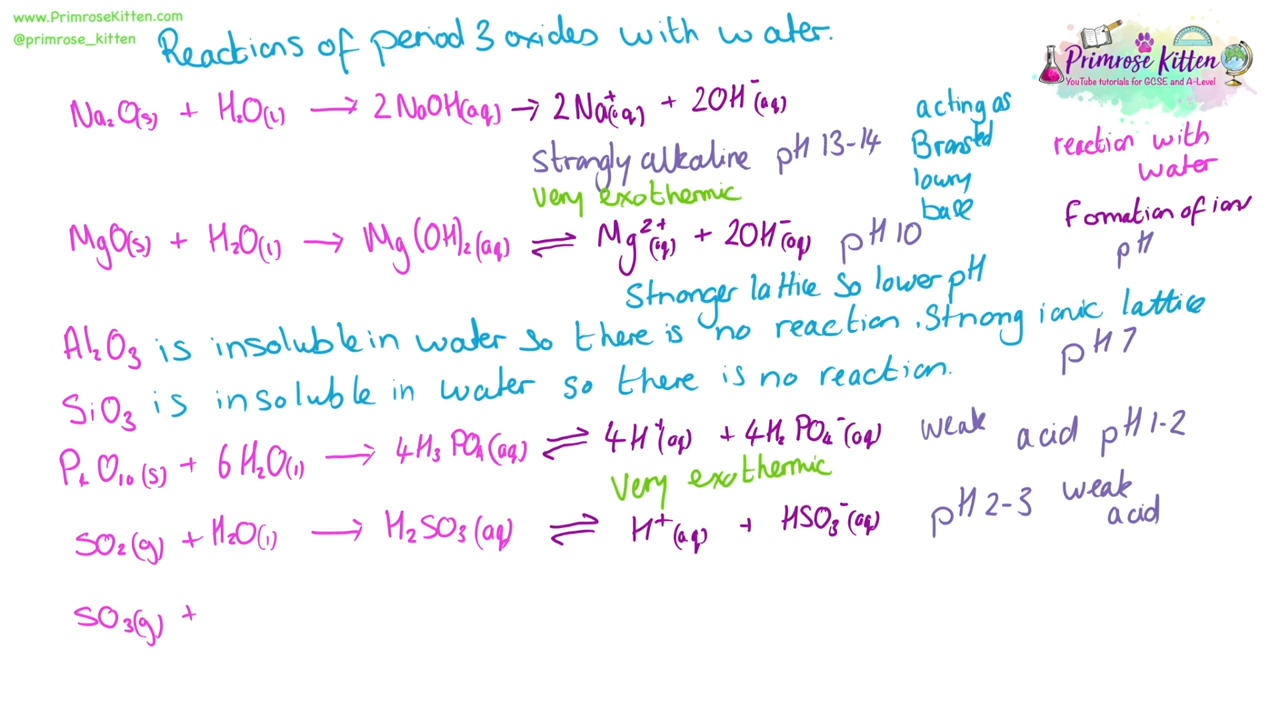 www.PrimroseKitten.com
@primrose_kitten
Reactions of period 3 oxides with water.
Primrose Kitten
YouTube tutorials for GCSE and A-Level
Na₂O(s) + H₂O(l) → 2NaOH(aq) → 2Na⁺(aq) + 2OH⁻(aq)
strongly alkaline pH 13-14
very exothermic
acting as
Bronsted
lowry
base
reaction with
water
Formation of ions
pH
MgO(s) + H₂O(l) → Mg(OH)₂(aq) ⇌ Mg²⁺(aq) + 2OH⁻(aq) pH 10
Stronger lattice so lower pH
Al₂O₃ is insoluble in water so there is no reaction. Strong ionic lattice
pH 7
SiO₃ is insoluble in water so there is no reaction.
P₄O₁₀(s) + 6H₂O(l) → 4H₃PO₄(aq) ⇌ 4H⁺(aq) + 4H₂PO₄⁻(aq) weak acid pH 1-2
Very exothermic
SO₂(g) + H₂O(l) → H₂SO₃(aq) ⇌ H⁺(aq) + HSO₃⁻(aq) pH 2-3 weak
acid
SO₃(g) +